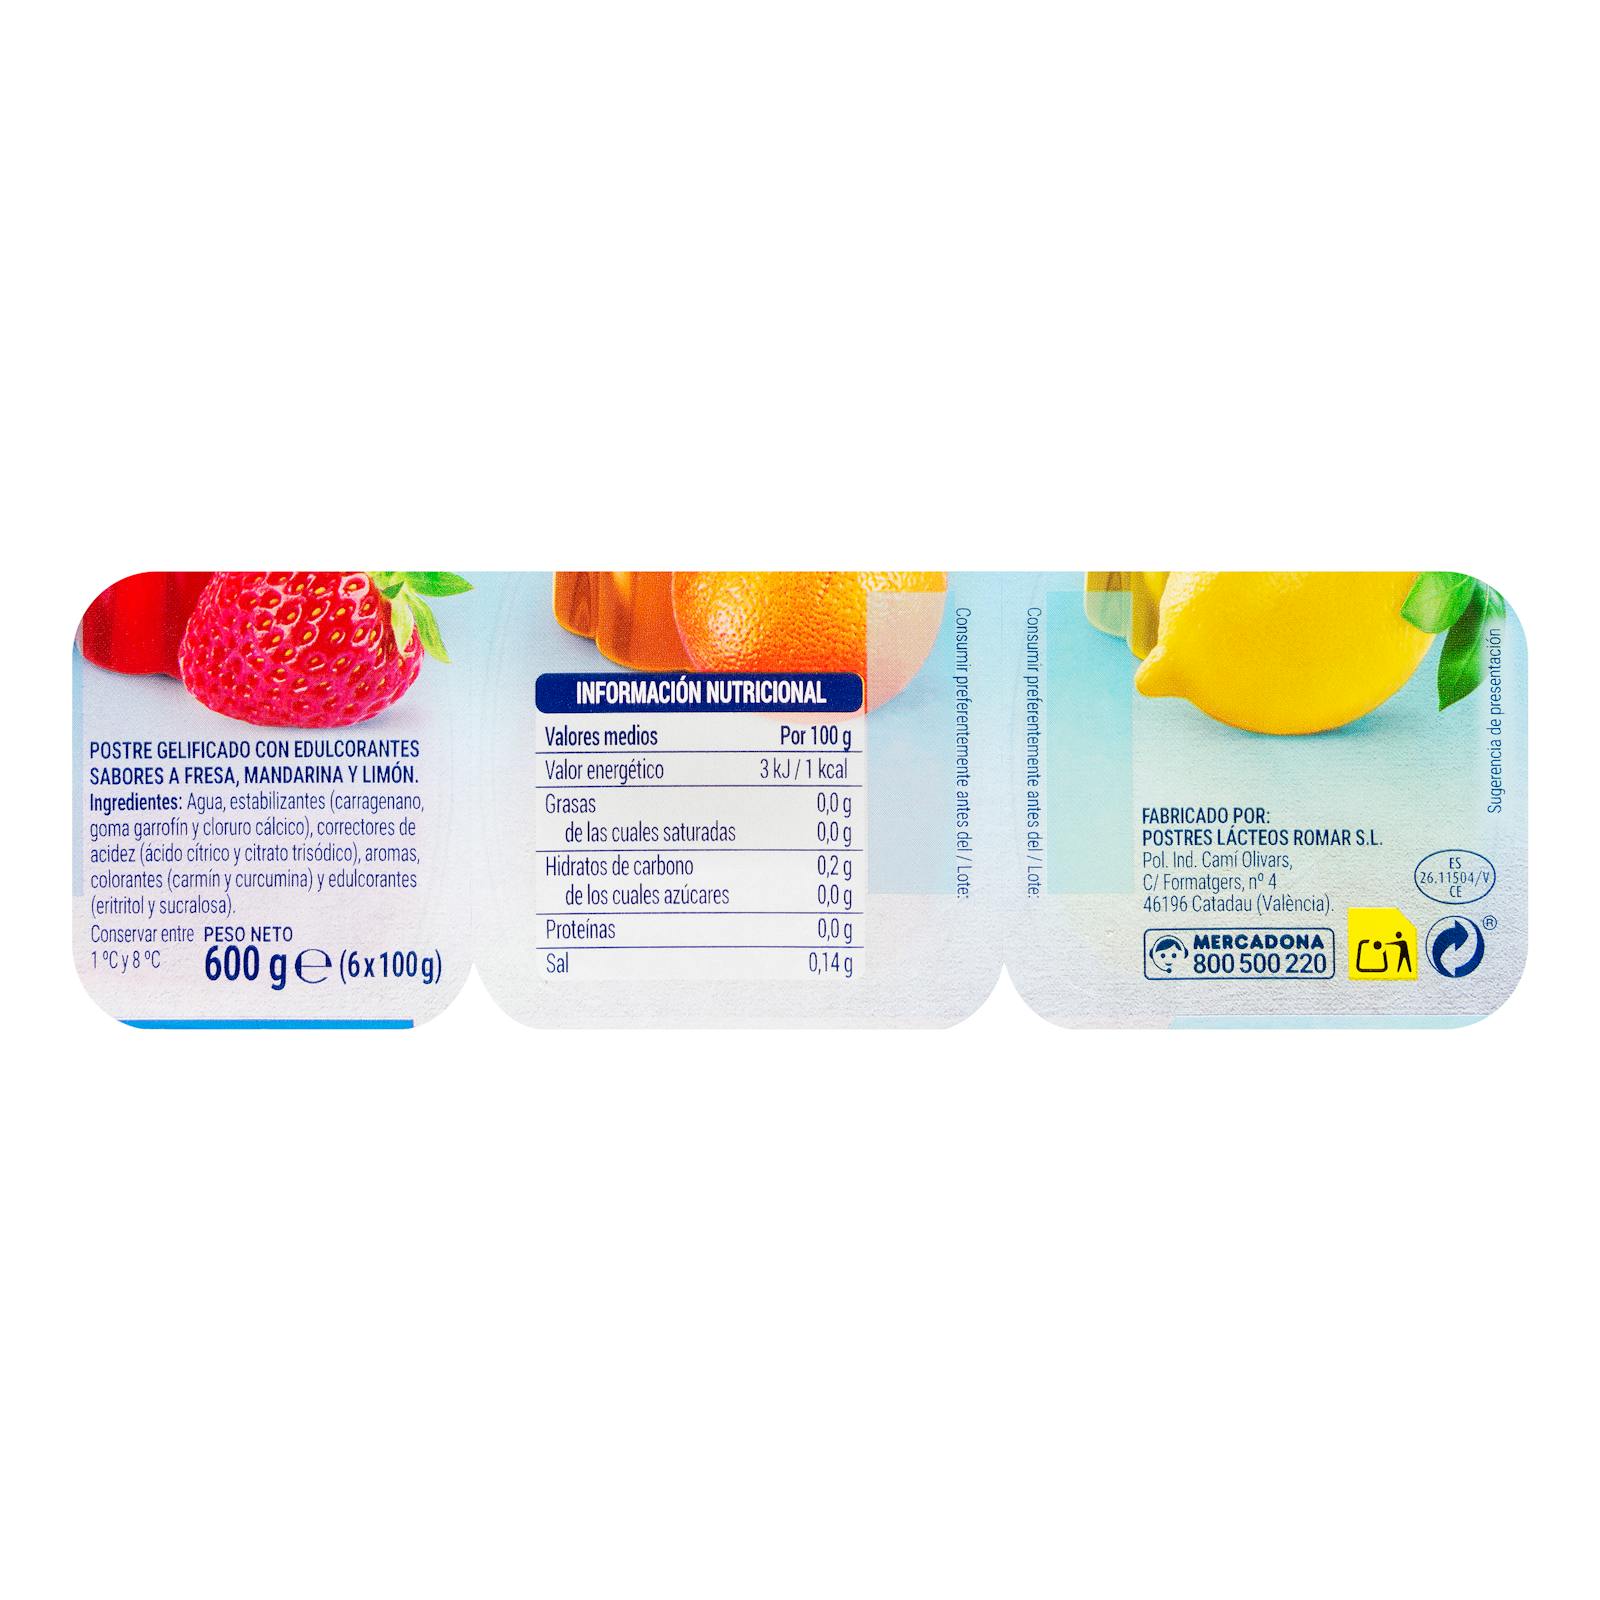 POSTRE GELIFICADO CON EDULCORANTES
SABORES A FRESA, MANDARINA Y LIMÓN.
Ingredientes: Agua, estabilizantes (carragenano,
goma garrofín y cloruro cálcico), correctores de
acidez (ácido cítrico y citrato trisódico), aromas,
colorantes (carmín y curcumina) y edulcorantes
(eritritol y sucralosa).
Conservar entre
1 ºC y 8 ºC
PESO NETO
600 g ℮ (6 x 100 g)
INFORMACIÓN NUTRICIONAL
Valores medios Por 100 g
Valor energético 3 kJ / 1 kcal
Grasas 0,0 g
de las cuales saturadas 0,0 g
Hidratos de carbono 0,2 g
de los cuales azúcares 0,0 g
Proteínas 0,0 g
Sal 0,14 g
Consumir preferentemente antes del / Lote:
Consumir preferentemente antes del / Lote:
Sugerencia de presentación
FABRICADO POR:
POSTRES LÁCTEOS ROMAR S.L.
Pol. Ind. Camí Olivars,
C/ Formatgers, nº 4
46196 Catadau (València).
ES
26.11504/V
CE
MERCADONA
800 500 220
®